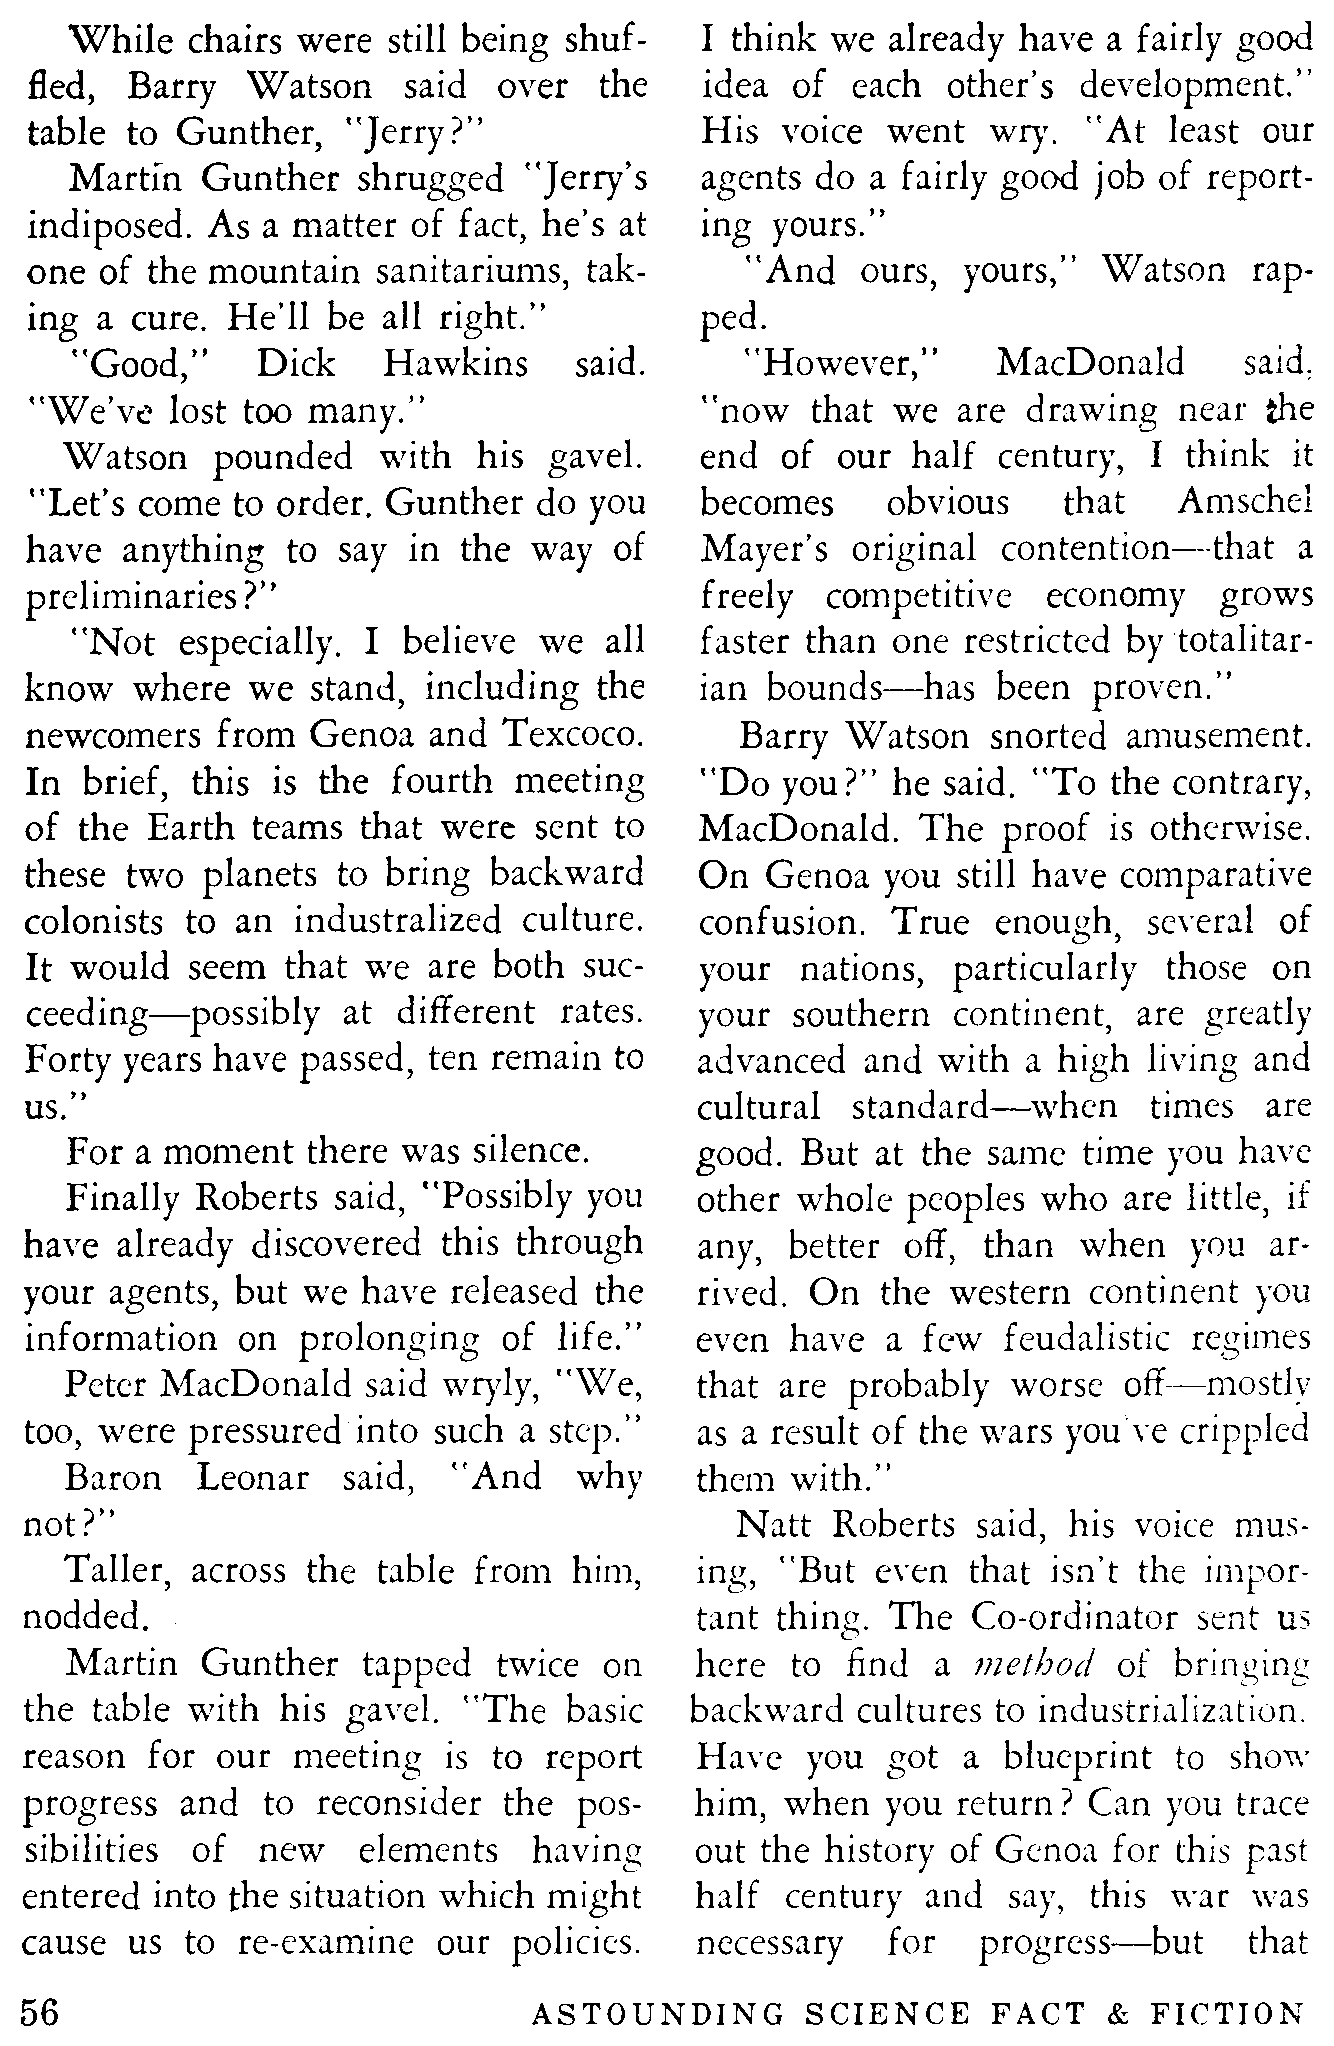 While chairs were still being shuf-
fled, Barry Watson said over the
table to Gunther, "Jerry?"
Martin Gunther shrugged "Jerry's
indiposed. As a matter of fact, he's at
one of the mountain sanitariums, tak-
ing a cure. He'll be all right."
"Good," Dick Hawkins said.
"We've lost too many."
Watson pounded with his gavel.
"Let's come to order. Gunther do you
have anything to say in the way of
preliminaries?"
"Not especially. I believe we all
know where we stand, including the
newcomers from Genoa and Texcoco.
In brief, this is the fourth meeting
of the Earth teams that were sent to
these two planets to bring backward
colonists to an industralized culture.
It would seem that we are both suc-
ceeding—possibly at different rates.
Forty years have passed, ten remain to
us."
For a moment there was silence.
Finally Roberts said, "Possibly you
have already discovered this through
your agents, but we have released the
information on prolonging of life."
Peter MacDonald said wryly, "We,
too, were pressured into such a step."
Baron Leonar said, "And why
not?"
Taller, across the table from him,
nodded.
Martin Gunther tapped twice on
the table with his gavel. "The basic
reason for our meeting is to report
progress and to reconsider the pos-
sibilities of new elements having
entered into the situation which might
cause us to re-examine our policies.
I think we already have a fairly good
idea of each other's development."
His voice went wry. "At least our
agents do a fairly good job of report-
ing yours."
"And ours, yours," Watson rap-
ped.
"However," MacDonald said,
"now that we are drawing near the
end of our half century, I think it
becomes obvious that Amschel
Mayer's original contention—that a
freely competitive economy grows
faster than one restricted by totalitar-
ian bounds—has been proven."
Barry Watson snorted amusement.
"Do you?" he said. "To the contrary,
MacDonald. The proof is otherwise.
On Genoa you still have comparative
confusion. True enough, several of
your nations, particularly those on
your southern continent, are greatly
advanced and with a high living and
cultural standard—when times are
good. But at the same time you have
other whole peoples who are little, if
any, better off, than when you ar-
rived. On the western continent you
even have a few feudalistic regimes
that are probably worse off—mostly
as a result of the wars you've crippled
them with."
Natt Roberts said, his voice mus-
ing, "But even that isn't the impor-
tant thing. The Co-ordinator sent us
here to find a method of bringing
backward cultures to industrialization.
Have you got a blueprint to show
him, when you return? Can you trace
out the history of Genoa for this past
half century and say, this war was
necessary for progress—but that
56
ASTOUNDING SCIENCE FACT & FICTION